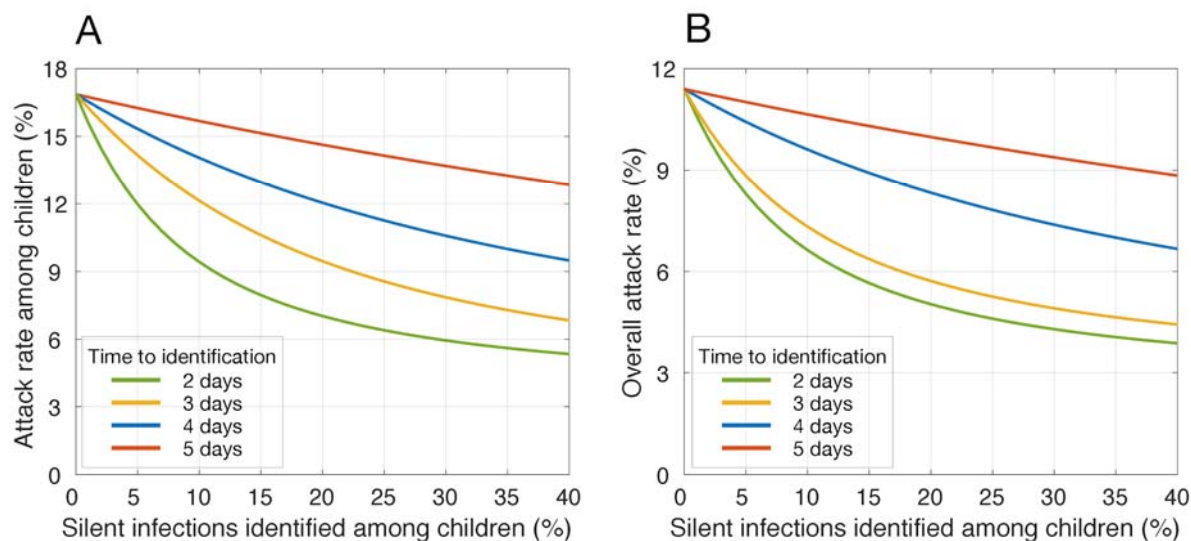 A
Attack rate among children (%)
18
15
12
9
6
3
0
Time to identification
2 days
3 days
4 days
5 days
0 5 10 15 20 25 30 35 40
Silent infections identified among children (%)
B
Overall attack rate (%)
12
9
6
3
0
Time to identification
2 days
3 days
4 days
5 days
0 5 10 15 20 25 30 35 40
Silent infections identified among children (%)